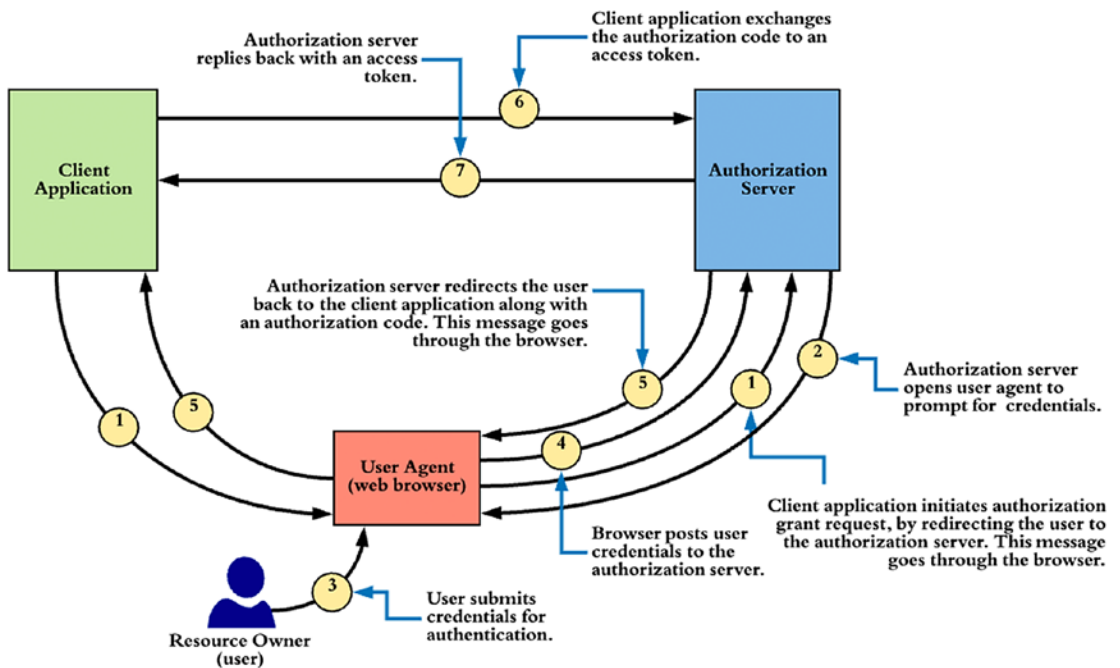 Client application exchanges
the authorization code to an
access token.
Authorization server
replies back with an access
token.
6
7
Client
Application
Authorization
Server
Authorization server redirects the user
back to the client application along with
an authorization code. This message goes
through the browser.
2
Authorization server
opens user agent to
prompt for credentials.
5
1
5
1
4
User Agent
(web browser)
Client application initiates authorization
grant request, by redirecting the user to
the authorization server. This message
goes through the browser.
Browser posts user
credentials to the
authorization server.
3
User submits
credentials for
authentication.
Resource Owner
(user)